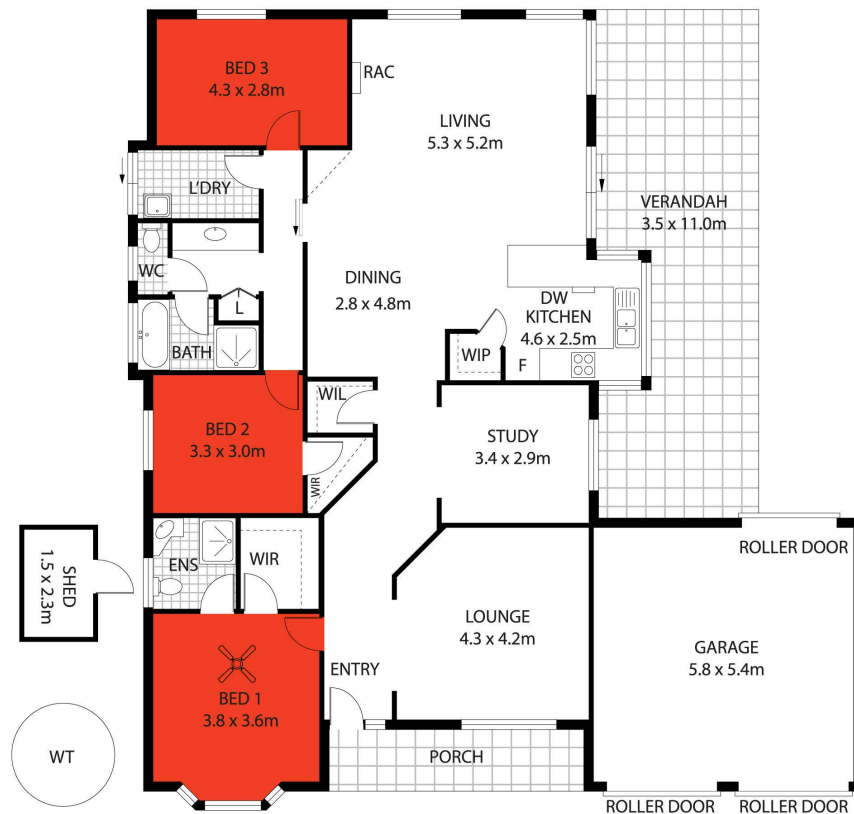 BED 3
4.3 x 2.8m
RAC
LIVING
5.3 x 5.2m
L'DRY
VERANDAH
3.5 x 11.0m
WC
DINING
2.8 x 4.8m
L
DW
KITCHEN
4.6 x 2.5m
BATH
WIP
F
WIL
BED 2
3.3 x 3.0m
STUDY
3.4 x 2.9m
WIR
ENS
WIR
SHED
1.5 x 2.3m
ROLLER DOOR
LOUNGE
4.3 x 4.2m
GARAGE
5.8 x 5.4m
ENTRY
BED 1
3.8 x 3.6m
WT
PORCH
ROLLER DOOR
ROLLER DOOR